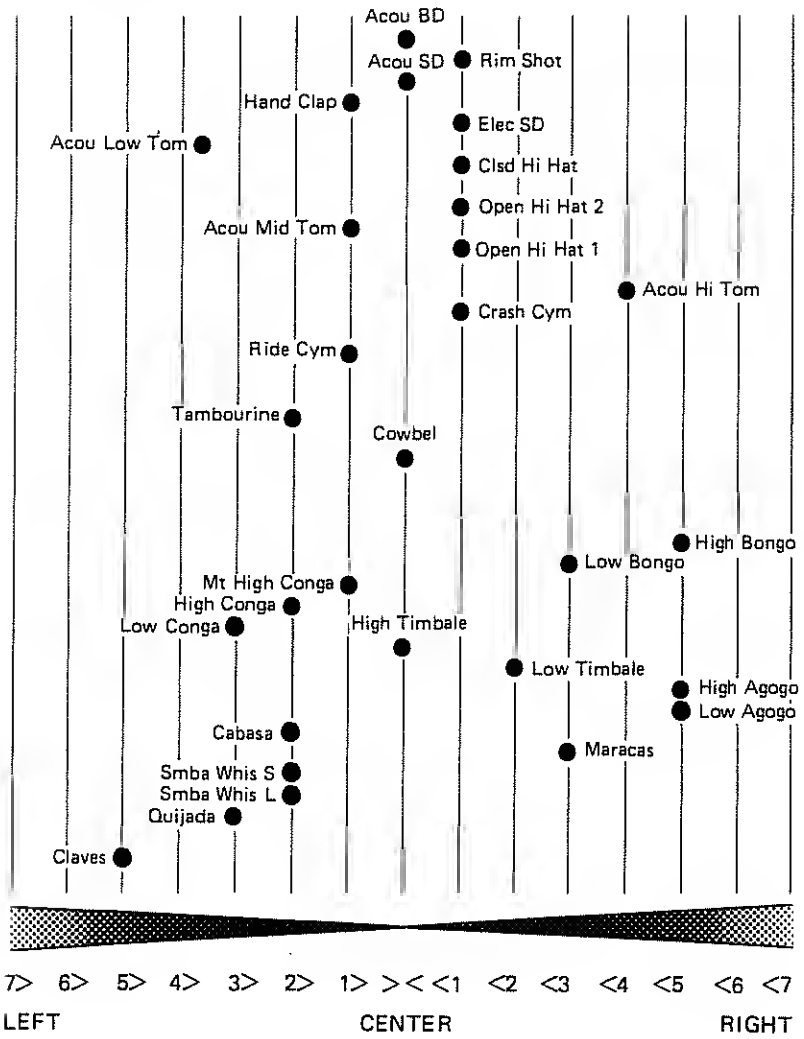 Acou BD
Acou SD
Rim Shot
Hand Clap
Elec SD
Acou Low Tom
Clsd Hi Hat
Open Hi Hat 2
Acou Mid Tom
Open Hi Hat 1
Acou Hi Tom
Crash Cym
Ride Cym
Tambourine
Cowbel
High Bongo
Low Bongo
Mt High Conga
High Conga
Low Conga
High Timbale
Low Timbale
High Agogo
Low Agogo
Cabasa
Maracas
Smba Whis S
Smba Whis L
Quijada
Claves
7> 6> 5> 4> 3> 2> 1> >< <1 <2 <3 <4 <5 <6 <7
LEFT CENTER RIGHT